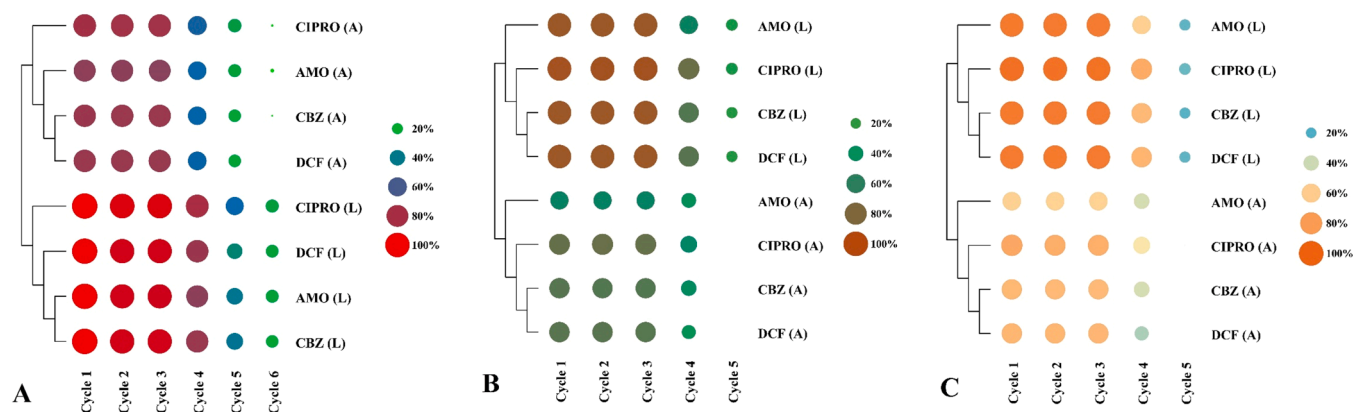 CIPRO (A)
AMO (A)
CBZ (A)
DCF (A)
CIPRO (L)
DCF (L)
AMO (L)
CBZ (L)
20%
40%
60%
80%
100%
Cycle 1
Cycle 2
Cycle 3
Cycle 4
Cycle 5
Cycle 6
A
AMO (L)
CIPRO (L)
CBZ (L)
DCF (L)
AMO (A)
CIPRO (A)
CBZ (A)
DCF (A)
20%
40%
60%
80%
100%
Cycle 1
Cycle 2
Cycle 3
Cycle 4
Cycle 5
B
AMO (L)
CIPRO (L)
CBZ (L)
DCF (L)
AMO (A)
CIPRO (A)
CBZ (A)
DCF (A)
20%
40%
60%
80%
100%
Cycle 1
Cycle 2
Cycle 3
Cycle 4
Cycle 5
C